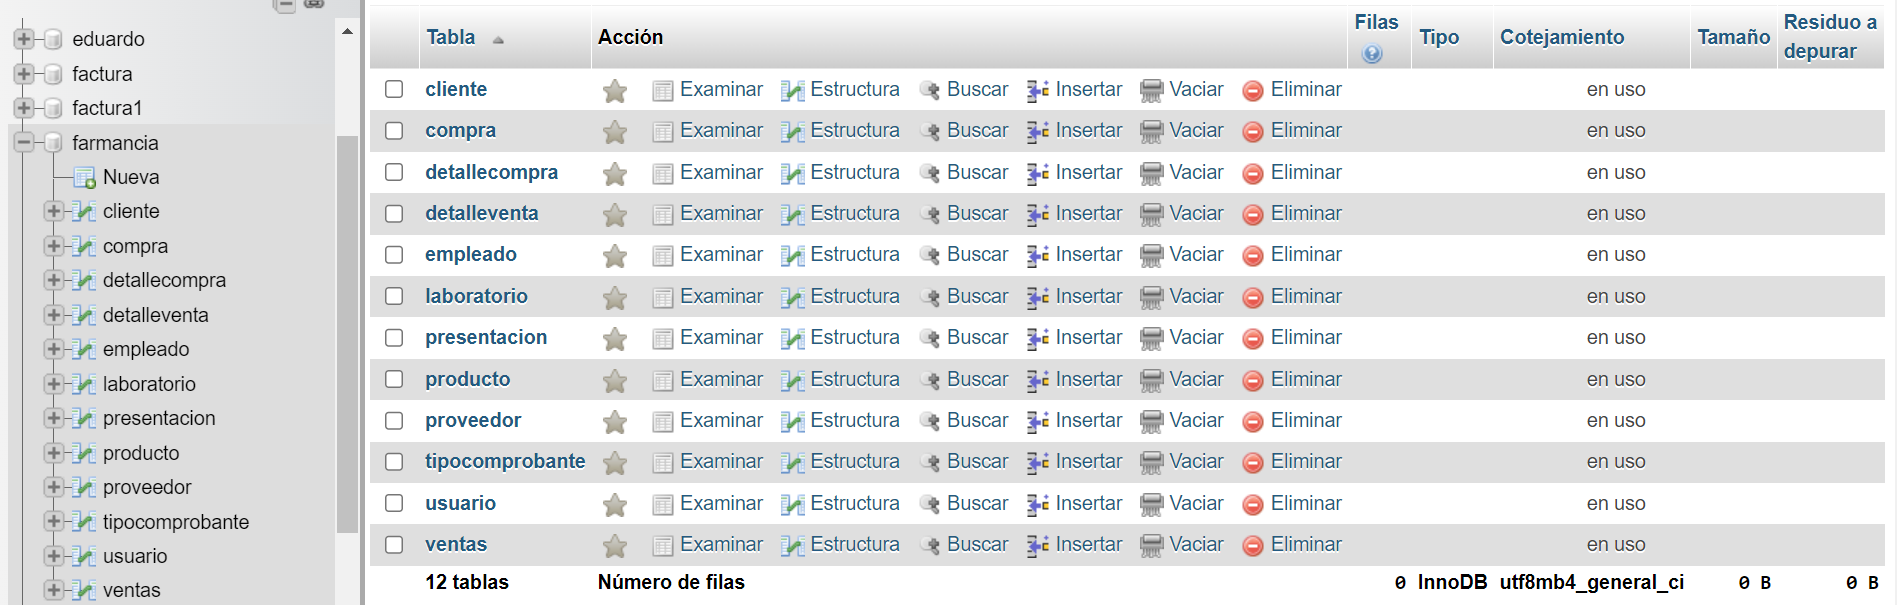 eduardo
factura
factura1
farmancia
Nueva
cliente
compra
detallecompra
detalleventa
empleado
laboratorio
presentacion
producto
proveedor
tipocomprobante
usuario
ventas
Tabla Acción Filas Tipo Cotejamiento Tamaño Residuo a depurar
cliente Examinar Estructura Buscar Insertar Vaciar Eliminar en uso
compra Examinar Estructura Buscar Insertar Vaciar Eliminar en uso
detallecompra Examinar Estructura Buscar Insertar Vaciar Eliminar en uso
detalleventa Examinar Estructura Buscar Insertar Vaciar Eliminar en uso
empleado Examinar Estructura Buscar Insertar Vaciar Eliminar en uso
laboratorio Examinar Estructura Buscar Insertar Vaciar Eliminar en uso
presentacion Examinar Estructura Buscar Insertar Vaciar Eliminar en uso
producto Examinar Estructura Buscar Insertar Vaciar Eliminar en uso
proveedor Examinar Estructura Buscar Insertar Vaciar Eliminar en uso
tipocomprobante Examinar Estructura Buscar Insertar Vaciar Eliminar en uso
usuario Examinar Estructura Buscar Insertar Vaciar Eliminar en uso
ventas Examinar Estructura Buscar Insertar Vaciar Eliminar en uso
12 tablas Número de filas 0 InnoDB utf8mb4_general_ci 0 B 0 B